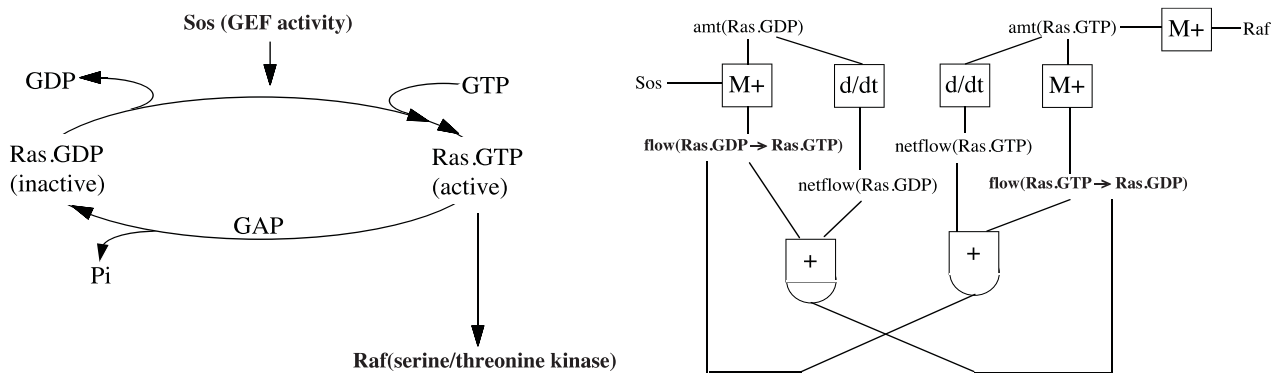 Sos (GEF activity)
GDP
GTP
Ras.GDP
(inactive)
Ras.GTP
(active)
GAP
Pi
Raf(serine/threonine kinase)
amt(Ras.GDP)
amt(Ras.GTP)
M+
Raf
Sos
M+
d/dt
d/dt
M+
flow(Ras.GDP → Ras.GTP)
netflow(Ras.GTP)
netflow(Ras.GDP)
flow(Ras.GTP → Ras.GDP)
+
+